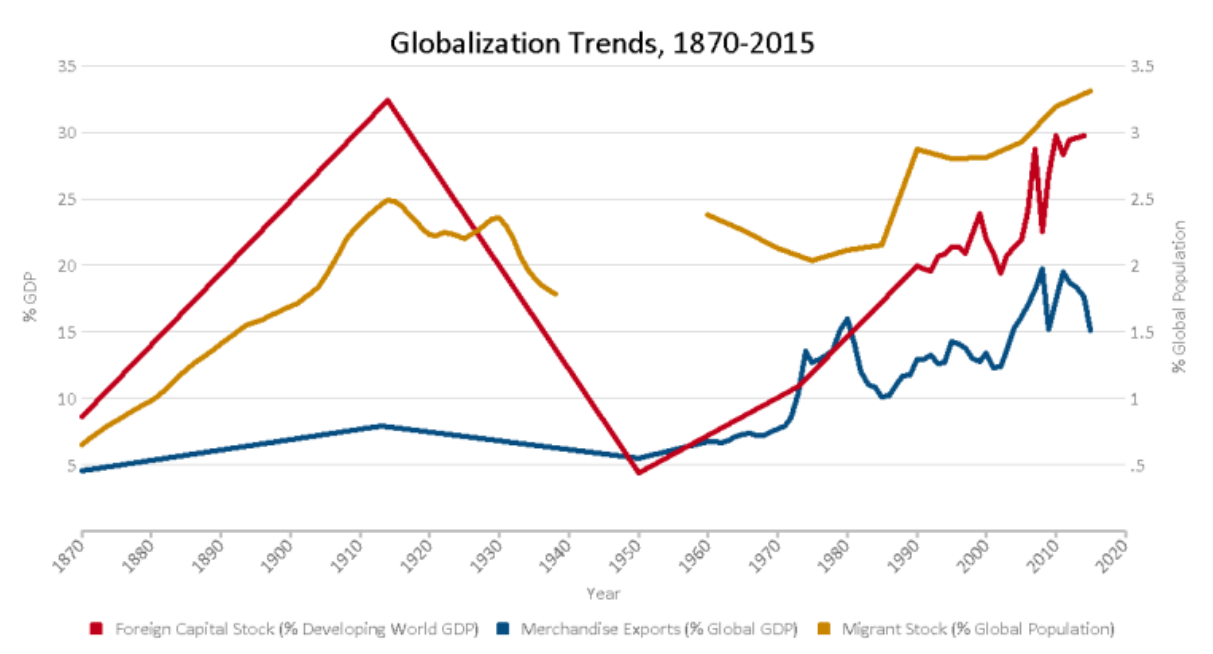 Globalization Trends, 1870-2015
35
30
25
20
15
10
5
% GDP
3.5
3
2.5
2
1.5
1
.5
% Global Population
1870 1880 1890 1900 1910 1920 1930 1940 1950 1960 1970 1980 1990 2000 2010 2020
Year
Foreign Capital Stock (% Developing World GDP) Merchandise Exports (% Global GDP) Migrant Stock (% Global Population)